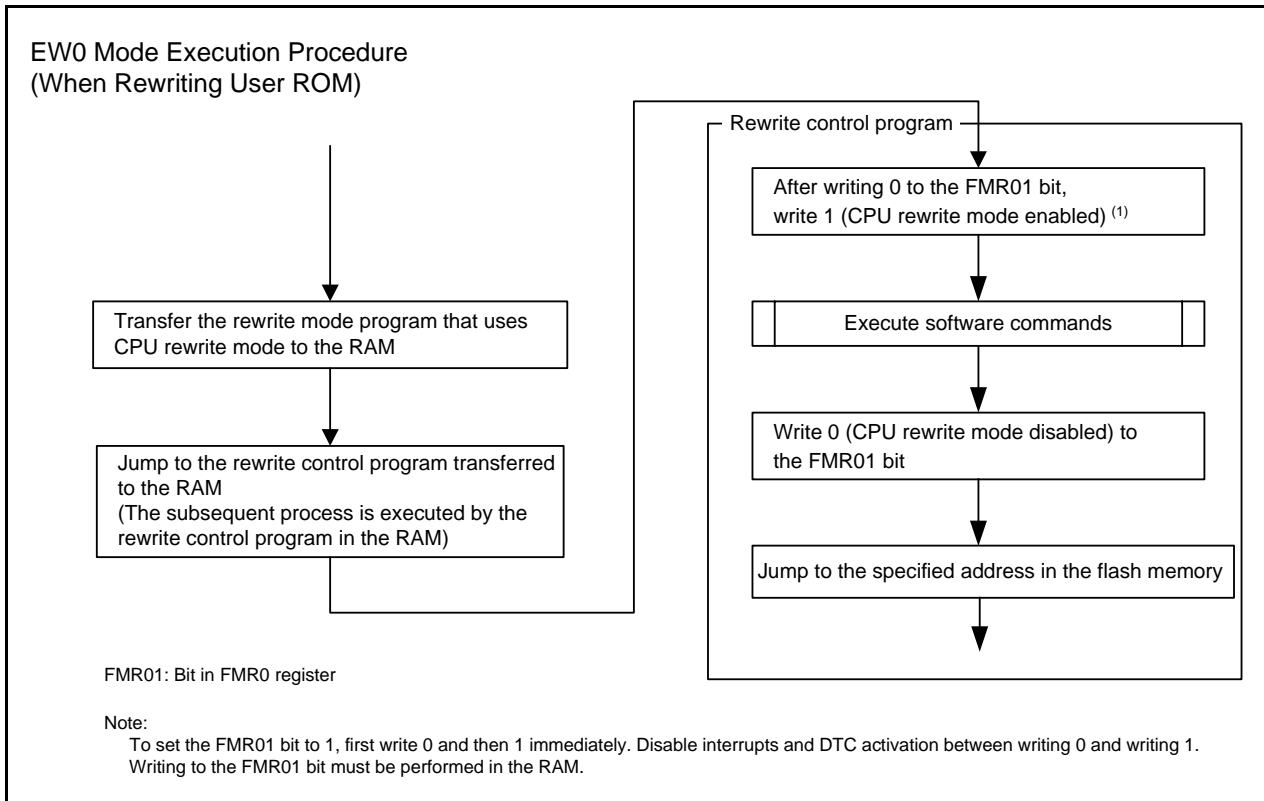 EW0 Mode Execution Procedure
(When Rewriting User ROM)
Transfer the rewrite mode program that uses
CPU rewrite mode to the RAM
Jump to the rewrite control program transferred
to the RAM
(The subsequent process is executed by the
rewrite control program in the RAM)
Rewrite control program
After writing 0 to the FMR01 bit,
write 1 (CPU rewrite mode enabled) (1)
Execute software commands
Write 0 (CPU rewrite mode disabled) to
the FMR01 bit
Jump to the specified address in the flash memory
FMR01: Bit in FMR0 register
Note:
To set the FMR01 bit to 1, first write 0 and then 1 immediately. Disable interrupts and DTC activation between writing 0 and writing 1.
Writing to the FMR01 bit must be performed in the RAM.